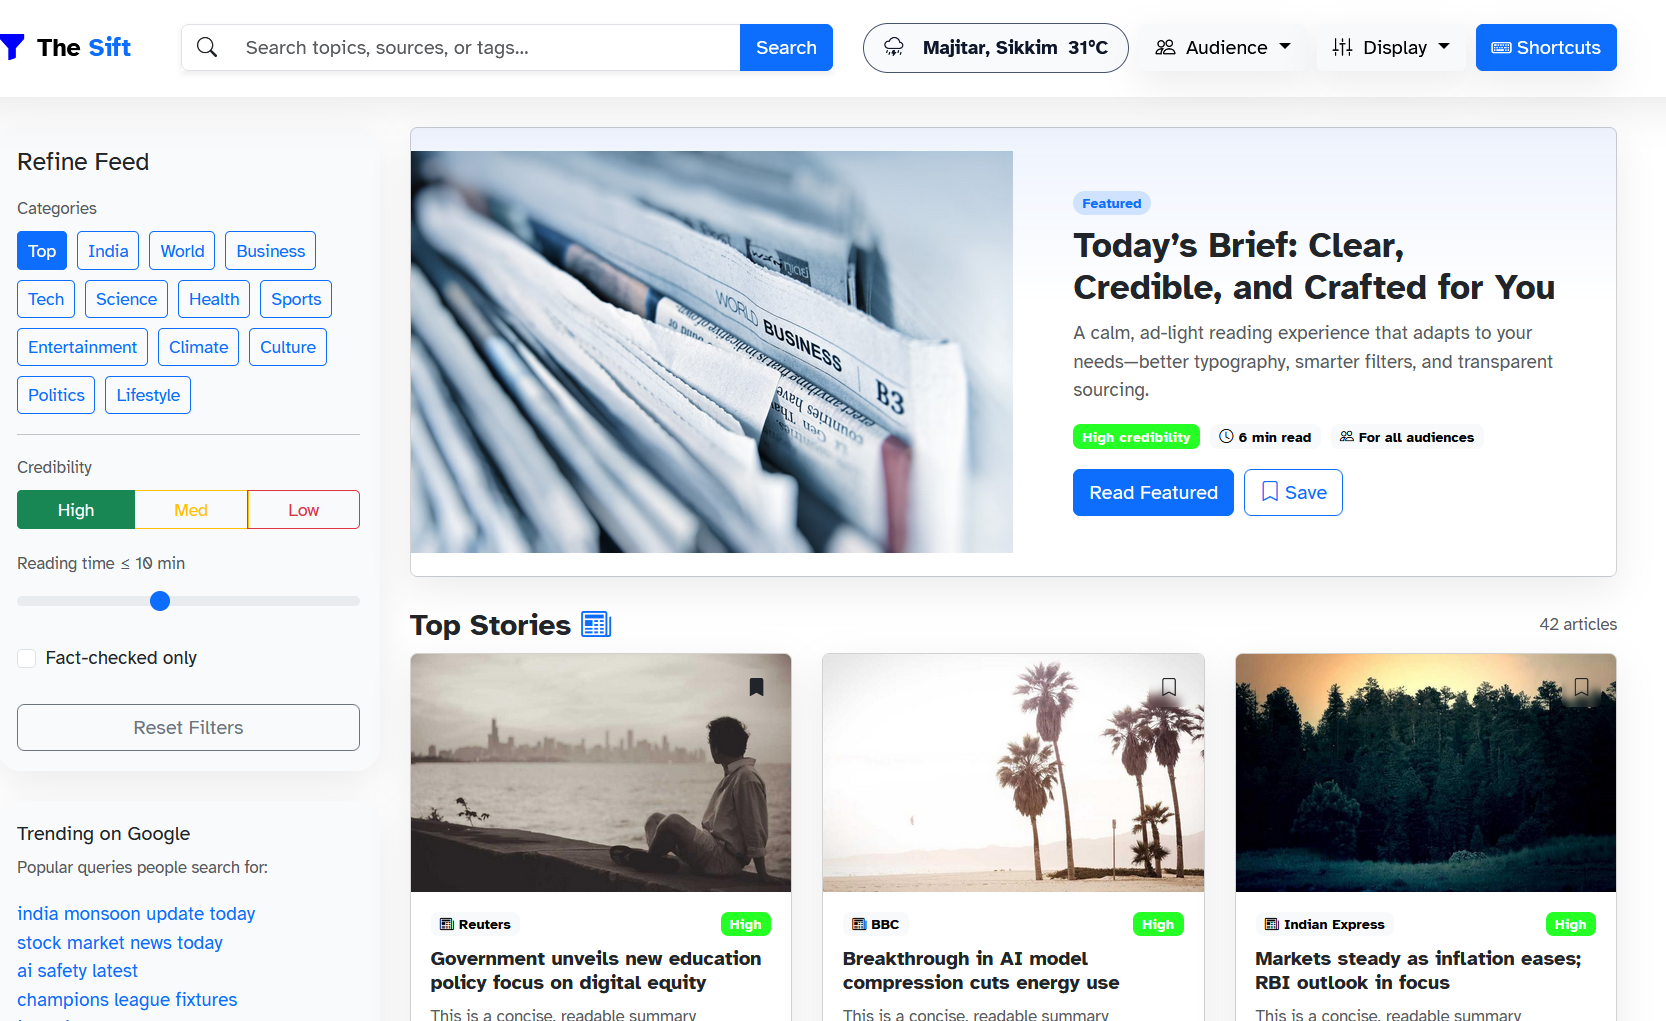 The Sift
Search topics, sources, or tags...
Search
Majitar, Sikkim 31°C
Audience
Display
Shortcuts
Refine Feed
Categories
Top
India
World
Business
Tech
Science
Health
Sports
Entertainment
Climate
Culture
Politics
Lifestyle
Credibility
High
Med
Low
Reading time ≤ 10 min
Fact-checked only
Reset Filters
Trending on Google
Popular queries people search for:
india monsoon update today
stock market news today
ai safety latest
champions league fixtures
WORLD BUSINESS
B3
countries have
Featured
Today’s Brief: Clear,
Credible, and Crafted for You
A calm, ad-light reading experience that adapts to your
needs—better typography, smarter filters, and transparent
sourcing.
High credibility
6 min read
For all audiences
Read Featured
Save
Top Stories
42 articles
Reuters
High
Government unveils new education
policy focus on digital equity
This is a concise, readable summary
BBC
High
Breakthrough in AI model
compression cuts energy use
This is a concise, readable summary
Indian Express
High
Markets steady as inflation eases;
RBI outlook in focus
This is a concise, readable summary